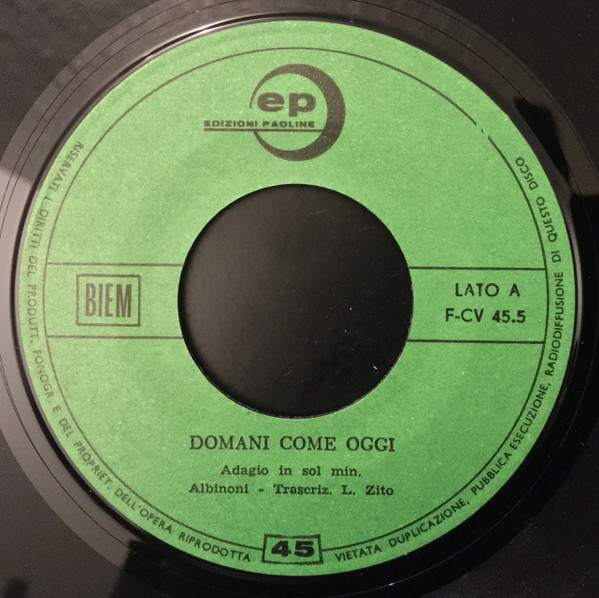 ep
EDIZIONI PAOLINE
BIEM
LATO A
F-CV 45.5
DOMANI COME OGGI
Adagio in sol min.
Albinoni - Trascriz. L. Zito
45
RISERVATI I DIRITTI DEL PRODUTT. FONOGR. E DEL PROPRIET. DELL'OPERA RIPRODOTTA
VIETATA DUPLICAZIONE, PUBBLICA ESECUZIONE, RADIODIFFUSIONE DI QUESTO DISCO